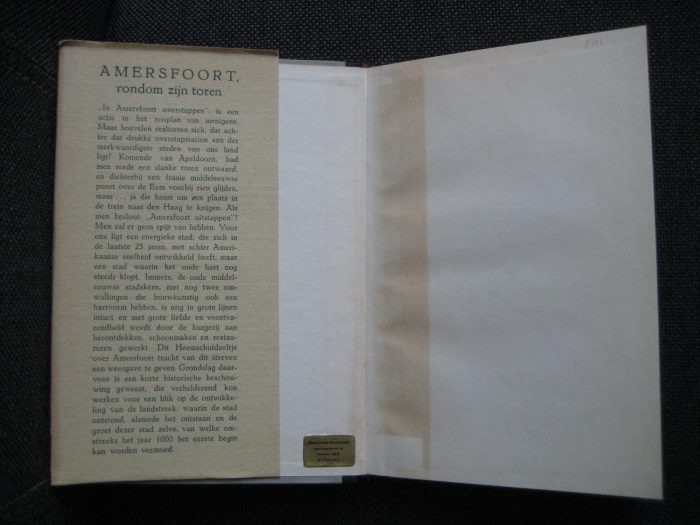 AMERSFOORT,
rondom zijn toren
„In Amersfoort overstappen", is een
actie in het reisplan van menigeen.
Maar hoevelen realiseren zich, dat ach-
ter dat drukke overstapstation een der
merkwaardigste steden van ons land
ligt? Komende van Apeldoorn, had
men reeds een slanke toren ontwaard,
en dichterbij een fraaie middeleeuwse
poort over de Eem voorbij zien glijden,
maar... ja die haast om een plaats in
de trein naar den Haag te krijgen. Als
men besloot: „Amersfoort uitstappen"?
Men zal er geen spijt van hebben. Voor
ons ligt een energieke stad, die zich in
de laatste 25 jaren, met schier Ameri-
kaanse snelheid ontwikkeld heeft, maar
een stad waarin het oude hart nog
steeds klopt. Immers, de oude middel-
eeuwse stadskern, met nog twee om-
wallingen die bouwkunstig ook een
hartvorm hebben, is nog in grote lijnen
intact en met grote liefde en voortva-
rendheid wordt door de burgerij aan
herontdekken, schoonmaken en restau-
reren gewerkt. Dit Heemschutdeeltje
over Amersfoort tracht van dit streven
een weergave te geven. Grondslag daar-
voor is een korte historische beschou-
wing geweest, die verhelderend kon
werken voor een blik op de ontwikke-
ling van de landstreek, waarin de stad
ontstond, alsmede het ontstaan en de
groei dezer stad zelve, van welke om-
streeks het jaar 1000 het eerste begin
kan worden vermoed